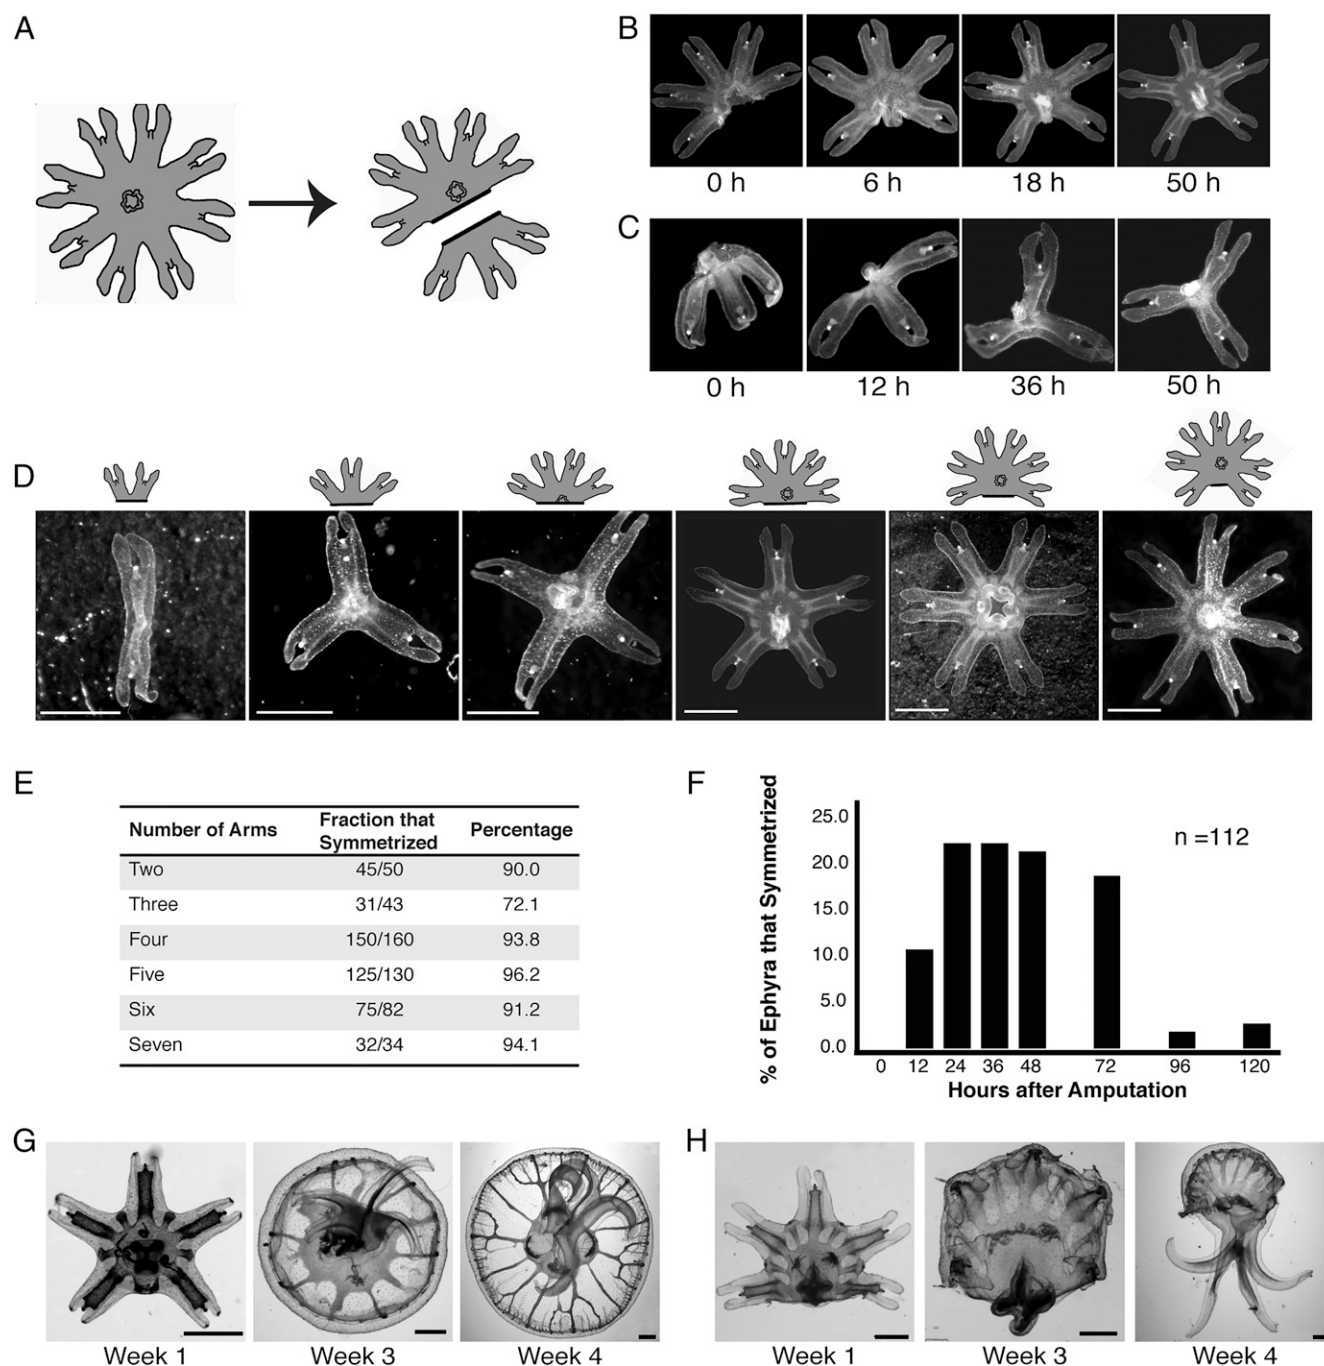 A
B
0 h 6 h 18 h 50 h
C
0 h 12 h 36 h 50 h
D
E
Number of Arms Fraction that Symmetrized Percentage
Two 45/50 90.0
Three 31/43 72.1
Four 150/160 93.8
Five 125/130 96.2
Six 75/82 91.2
Seven 32/34 94.1
F
% of Ephyra that Symmetrized
25.0
20.0
15.0
10.0
5.0
0.0
n =112
0 12 24 36 48 72 96 120
Hours after Amputation
G
Week 1 Week 3 Week 4
H
Week 1 Week 3 Week 4